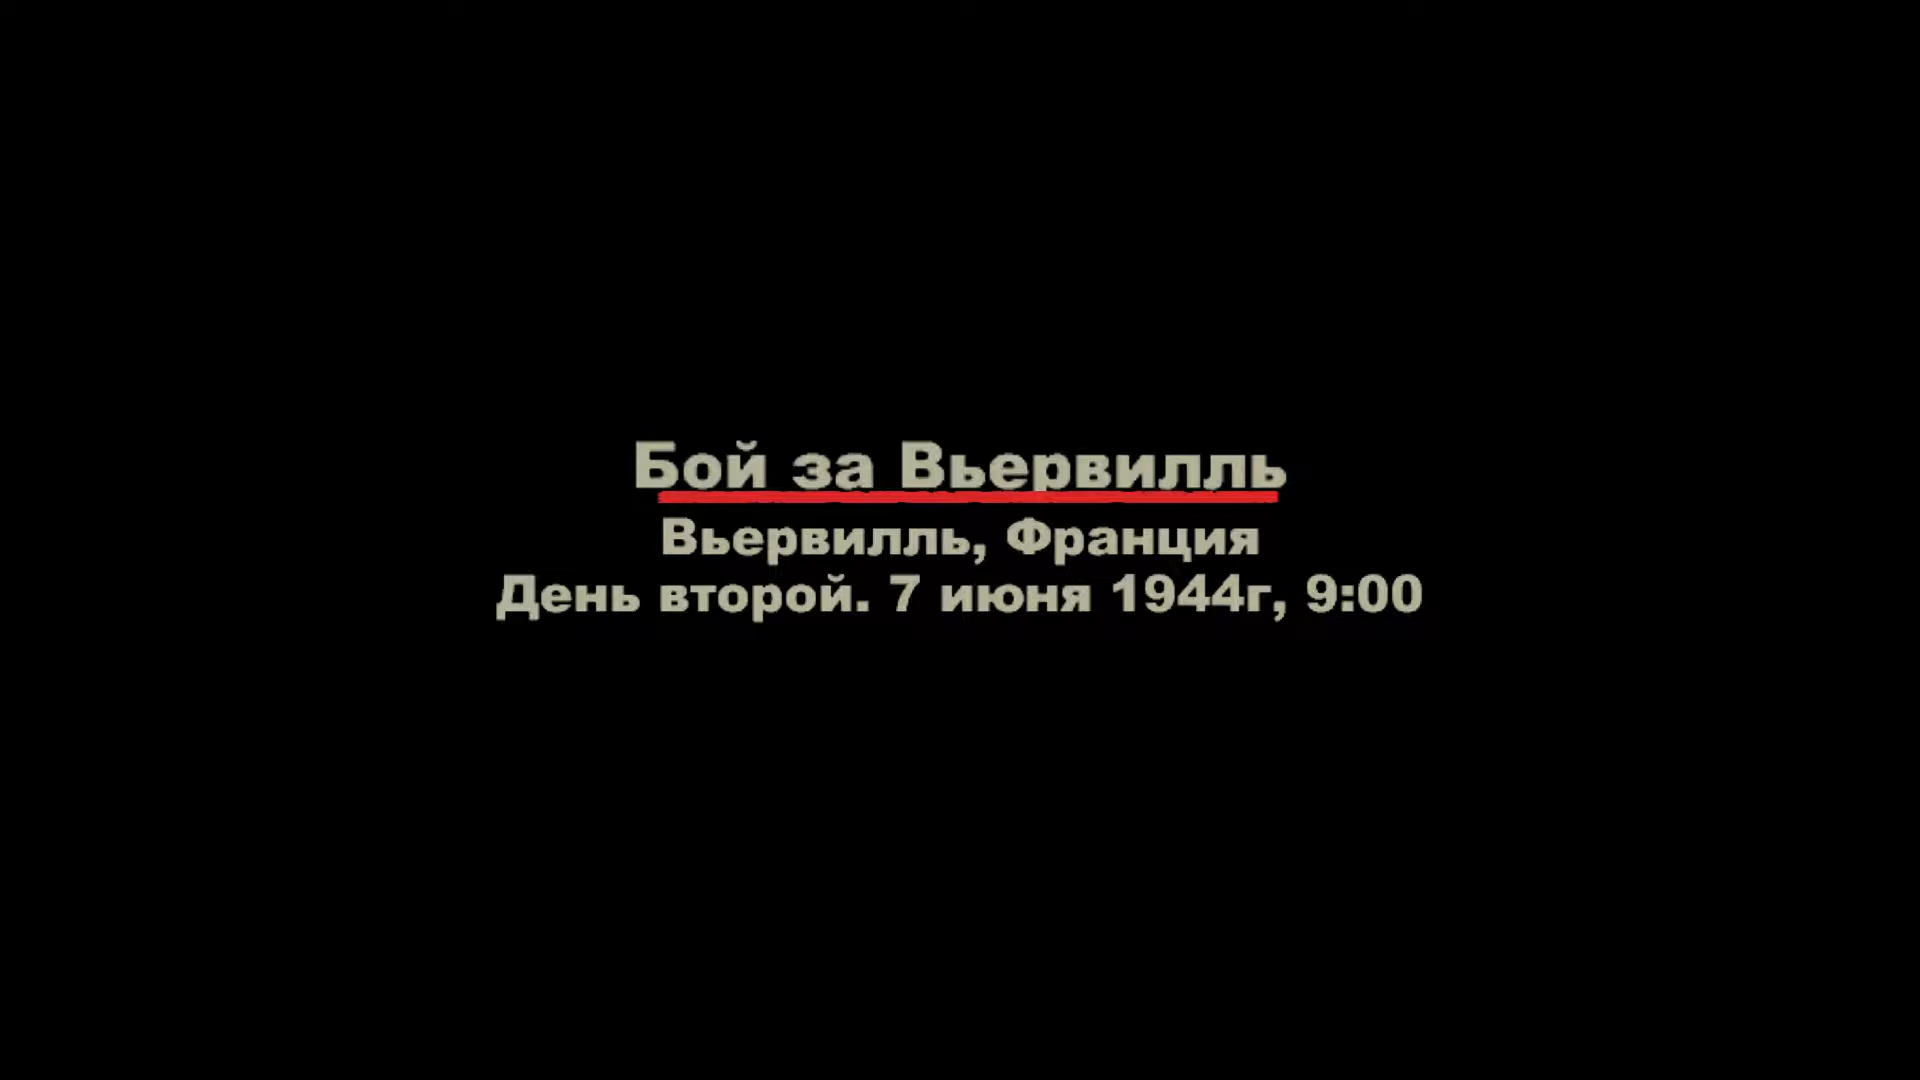 Бой за Вьервилль
Вьервилль, Франция
День второй. 7 июня 1944г, 9:00